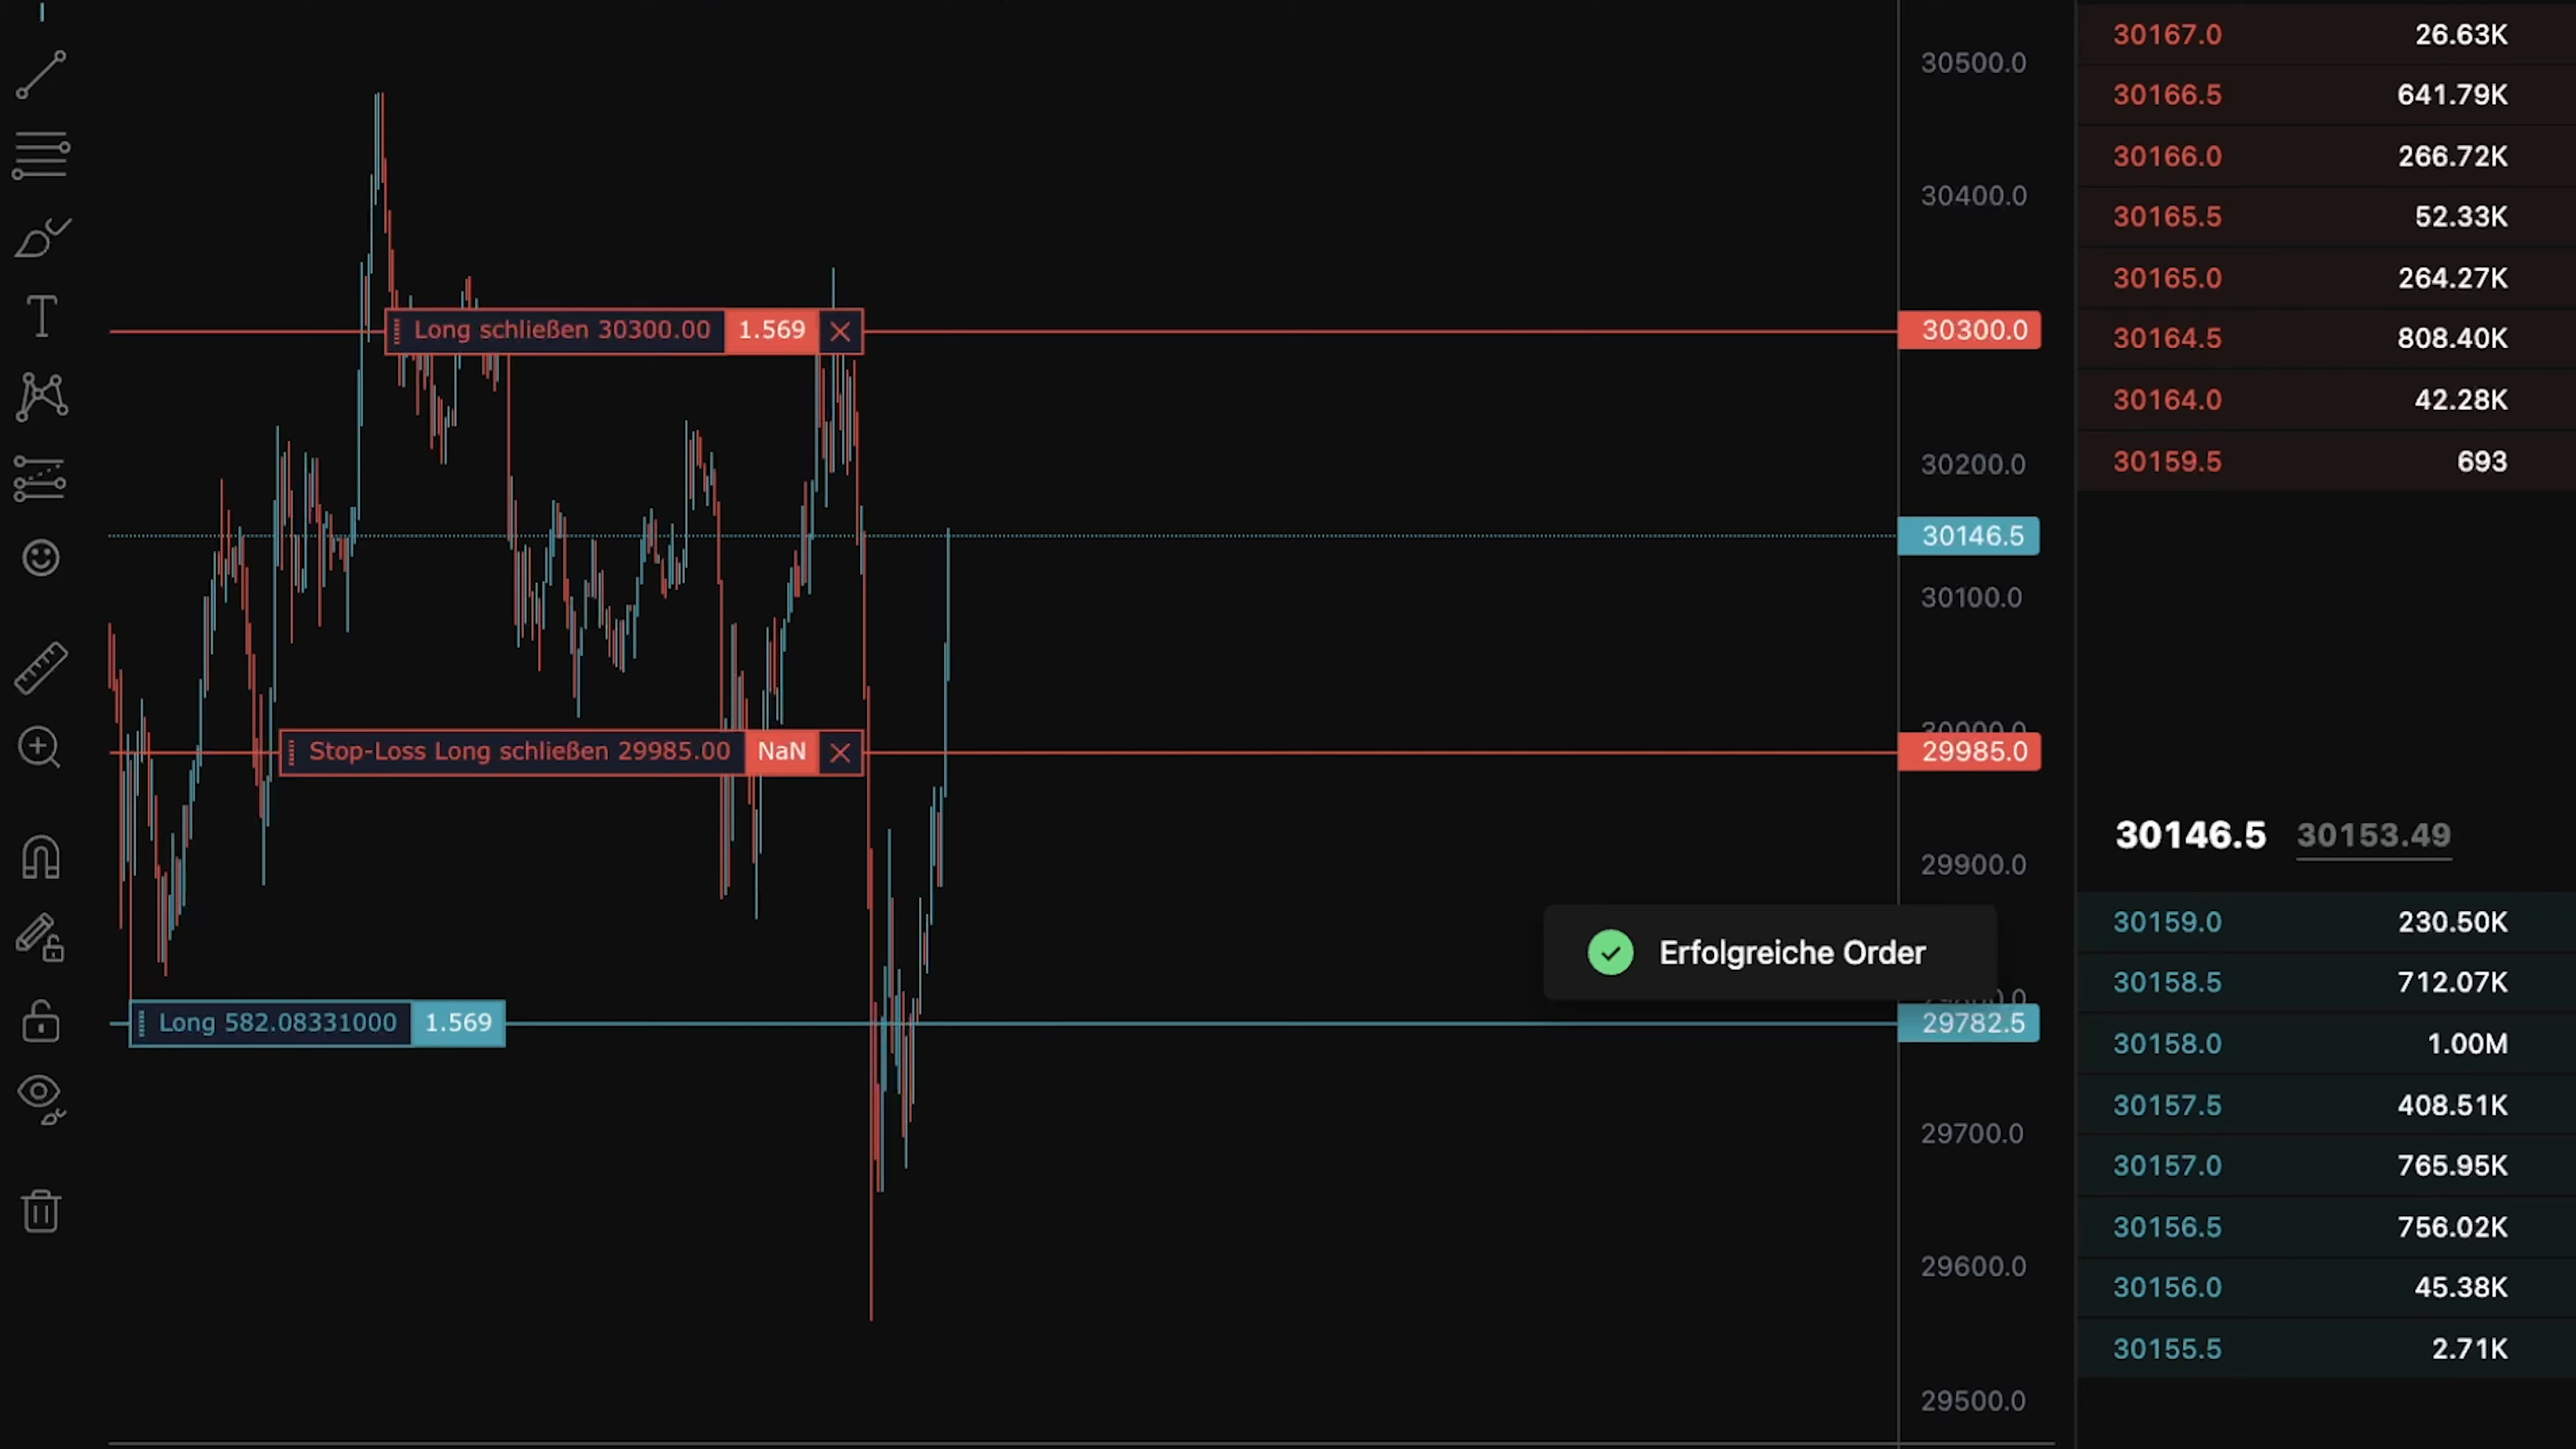 30500.0
30400.0
Long schließen 30300.00 1.569
30300.0
30200.0
30146.5
30100.0
30000.0
Stop-Loss Long schließen 29985.00 NaN
29985.0
29900.0
Erfolgreiche Order
Long 582.08331000 1.569
29782.5
29700.0
29600.0
29500.0
30167.0 26.63K
30166.5 641.79K
30166.0 266.72K
30165.5 52.33K
30165.0 264.27K
30164.5 808.40K
30164.0 42.28K
30159.5 693
30146.5 30153.49
30159.0 230.50K
30158.5 712.07K
30158.0 1.00M
30157.5 408.51K
30157.0 765.95K
30156.5 756.02K
30156.0 45.38K
30155.5 2.71K